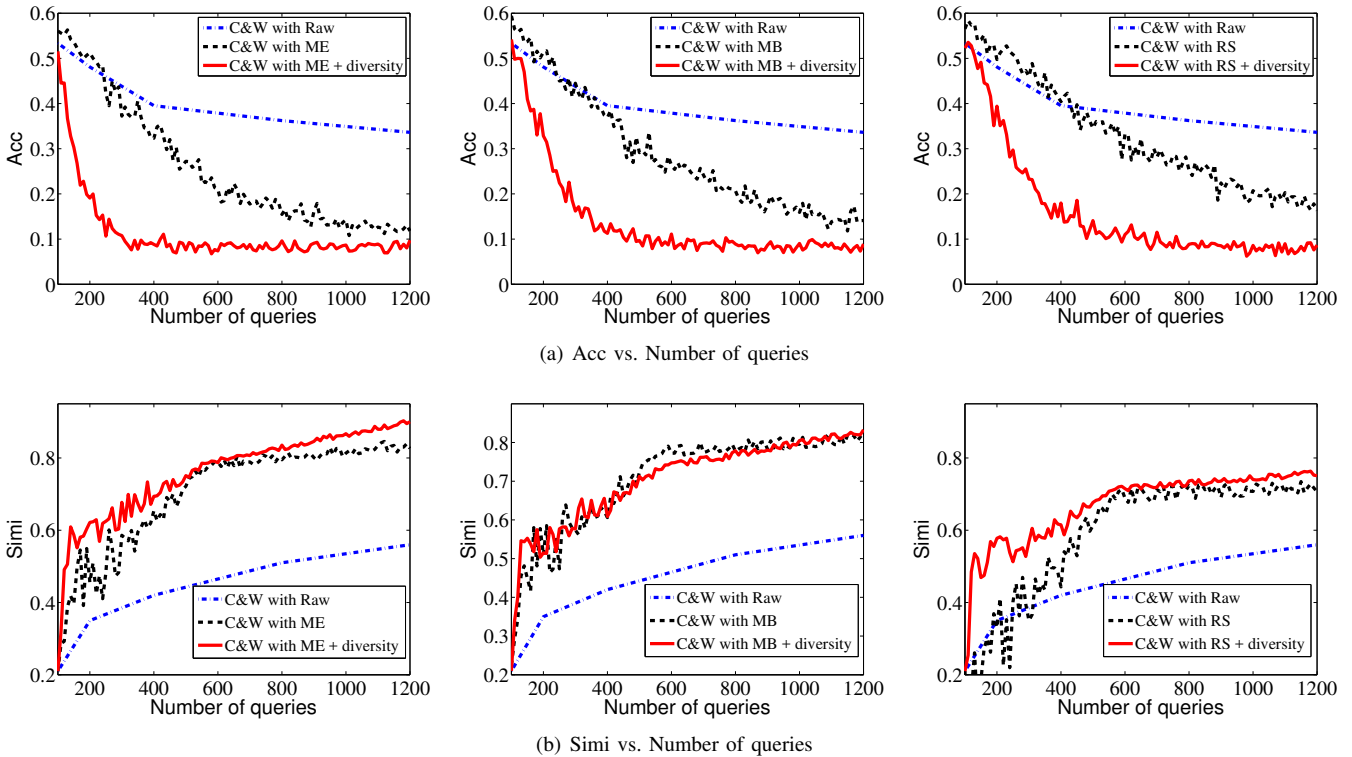 0.6
0.5
0.4
0.3
0.2
0.1
0
Acc
C&W with Raw
C&W with ME
C&W with ME + diversity
200 400 600 800 1000 1200
Number of queries
0.6
0.5
0.4
0.3
0.2
0.1
0
Acc
C&W with Raw
C&W with MB
C&W with MB + diversity
200 400 600 800 1000 1200
Number of queries
0.6
0.5
0.4
0.3
0.2
0.1
0
Acc
C&W with Raw
C&W with RS
C&W with RS + diversity
200 400 600 800 1000 1200
Number of queries
(a) Acc vs. Number of queries
0.8
0.6
0.4
0.2
Simi
C&W with Raw
C&W with ME
C&W with ME + diversity
200 400 600 800 1000 1200
Number of queries
0.8
0.7
0.6
0.5
0.4
0.3
0.2
Simi
C&W with Raw
C&W with MB
C&W with MB + diversity
200 400 600 800 1000 1200
Number of queries
0.8
0.6
0.4
0.2
Simi
C&W with Raw
C&W with RS
C&W with RS + diversity
200 400 600 800 1000 1200
Number of queries
(b) Simi vs. Number of queries